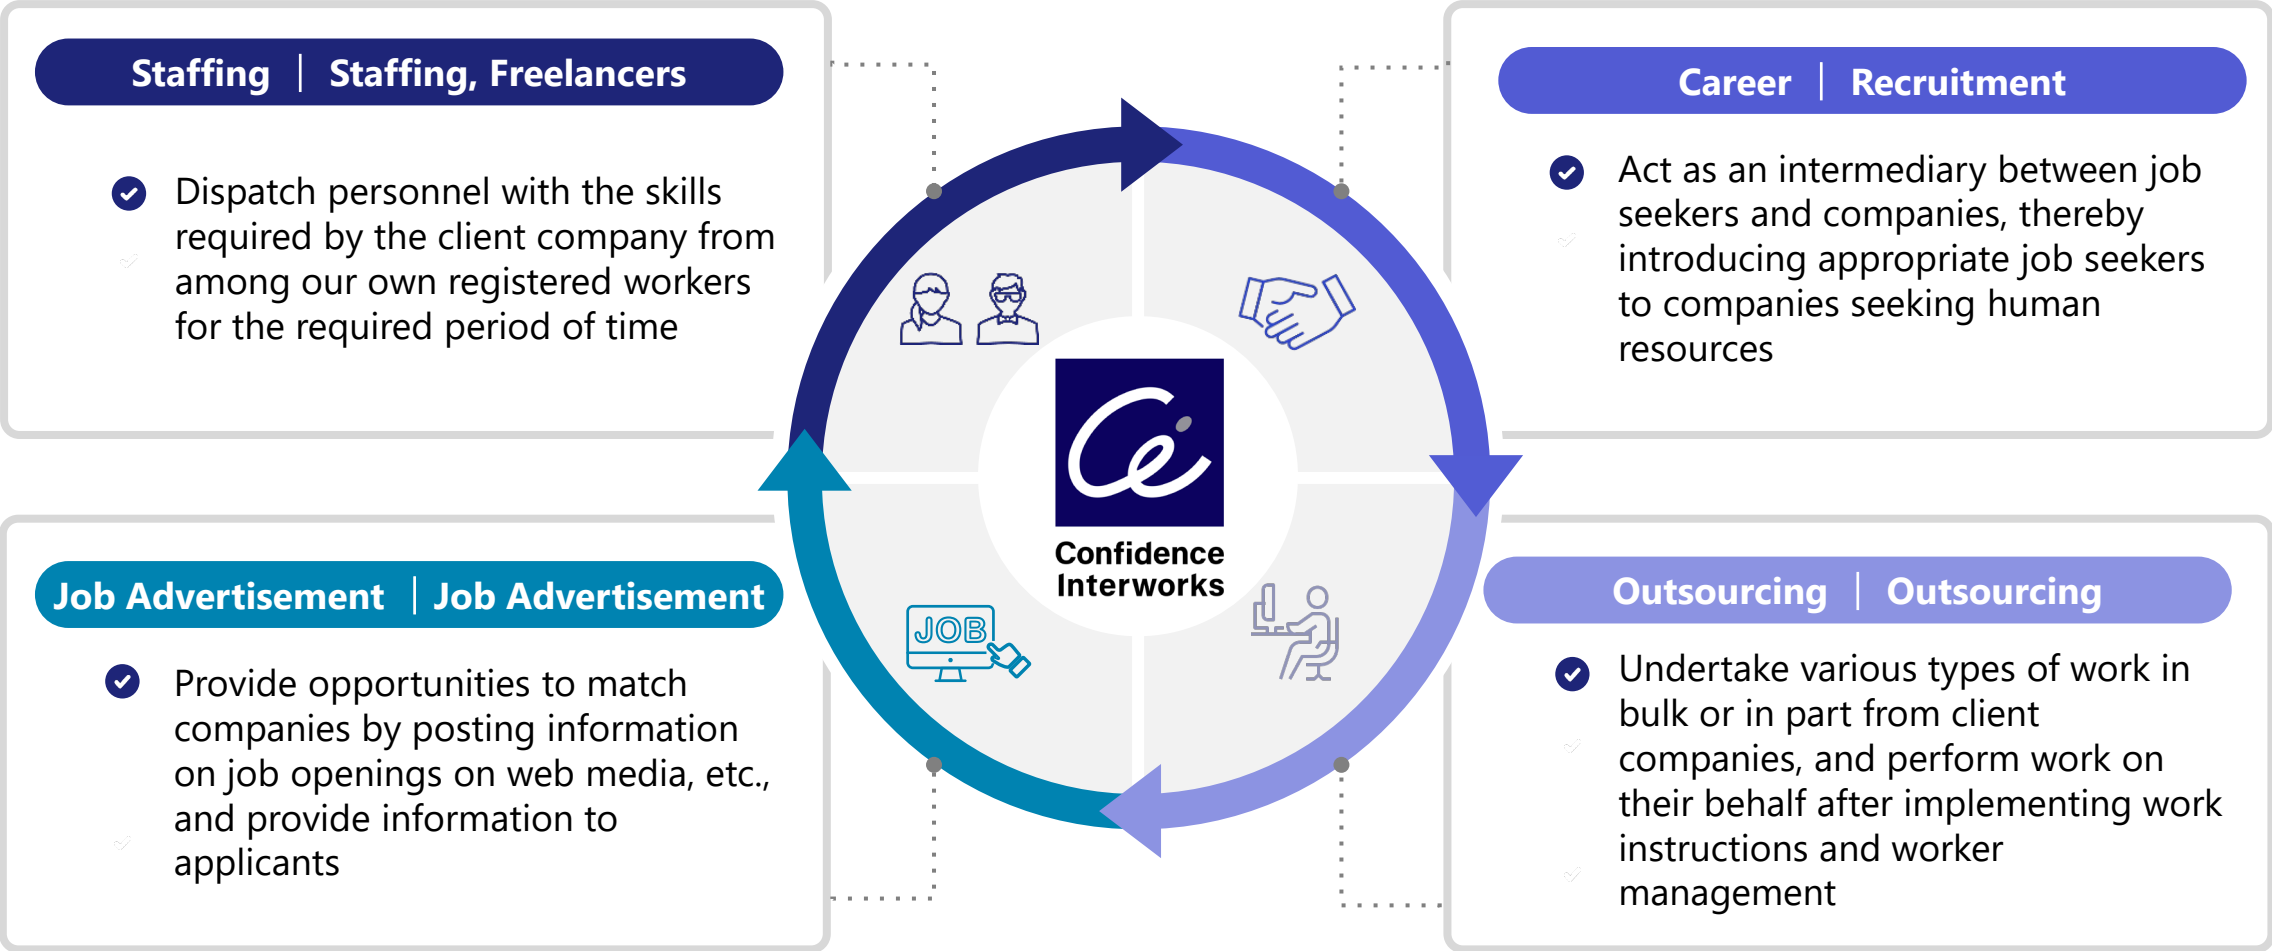 Staffing | Staffing, Freelancers
Dispatch personnel with the skills
required by the client company from
among our own registered workers
for the required period of time
Career | Recruitment
Act as an intermediary between job
seekers and companies, thereby
introducing appropriate job seekers
to companies seeking human
resources
Ci
Confidence
Interworks
JOB
Job Advertisement | Job Advertisement
Provide opportunities to match
companies by posting information
on job openings on web media, etc.,
and provide information to
applicants
Outsourcing | Outsourcing
Undertake various types of work in
bulk or in part from client
companies, and perform work on
their behalf after implementing work
instructions and worker
management